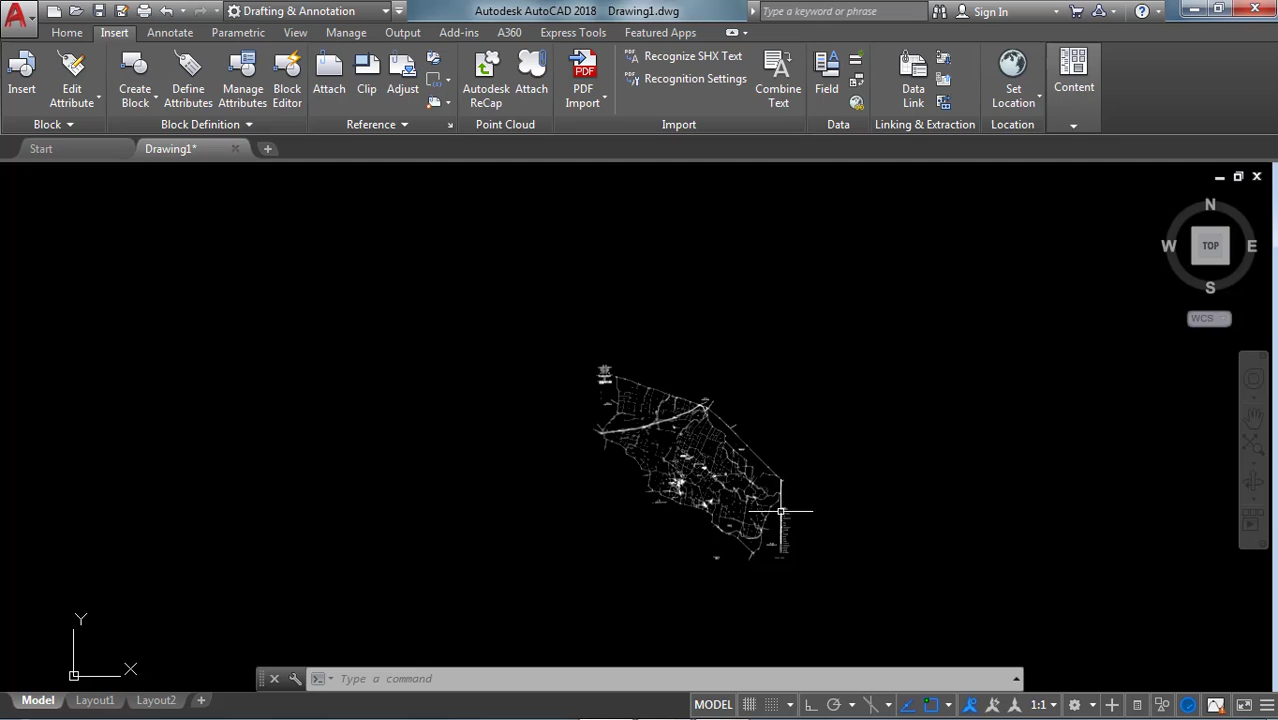 Drafting & Annotation
Autodesk AutoCAD 2018 Drawing1.dwg
Type a keyword or phrase
Sign In
Home Insert Annotate Parametric View Manage Output Add-ins A360 Express Tools Featured Apps
Insert
Edit Attribute
Create Block
Define Attributes
Manage Attributes
Block Editor
Attach
Clip
Adjust
Autodesk ReCap
Attach
PDF
PDF Import
Recognize SHX Text
Recognition Settings
Combine Text
Field
Data Link
Set Location
Content
Block Block Definition Reference Point Cloud Import Data Linking & Extraction Location
Start Drawing1*
N
W TOP E
S
WCS
Y
X
Type a command
Model Layout1 Layout2
MODEL 1:1